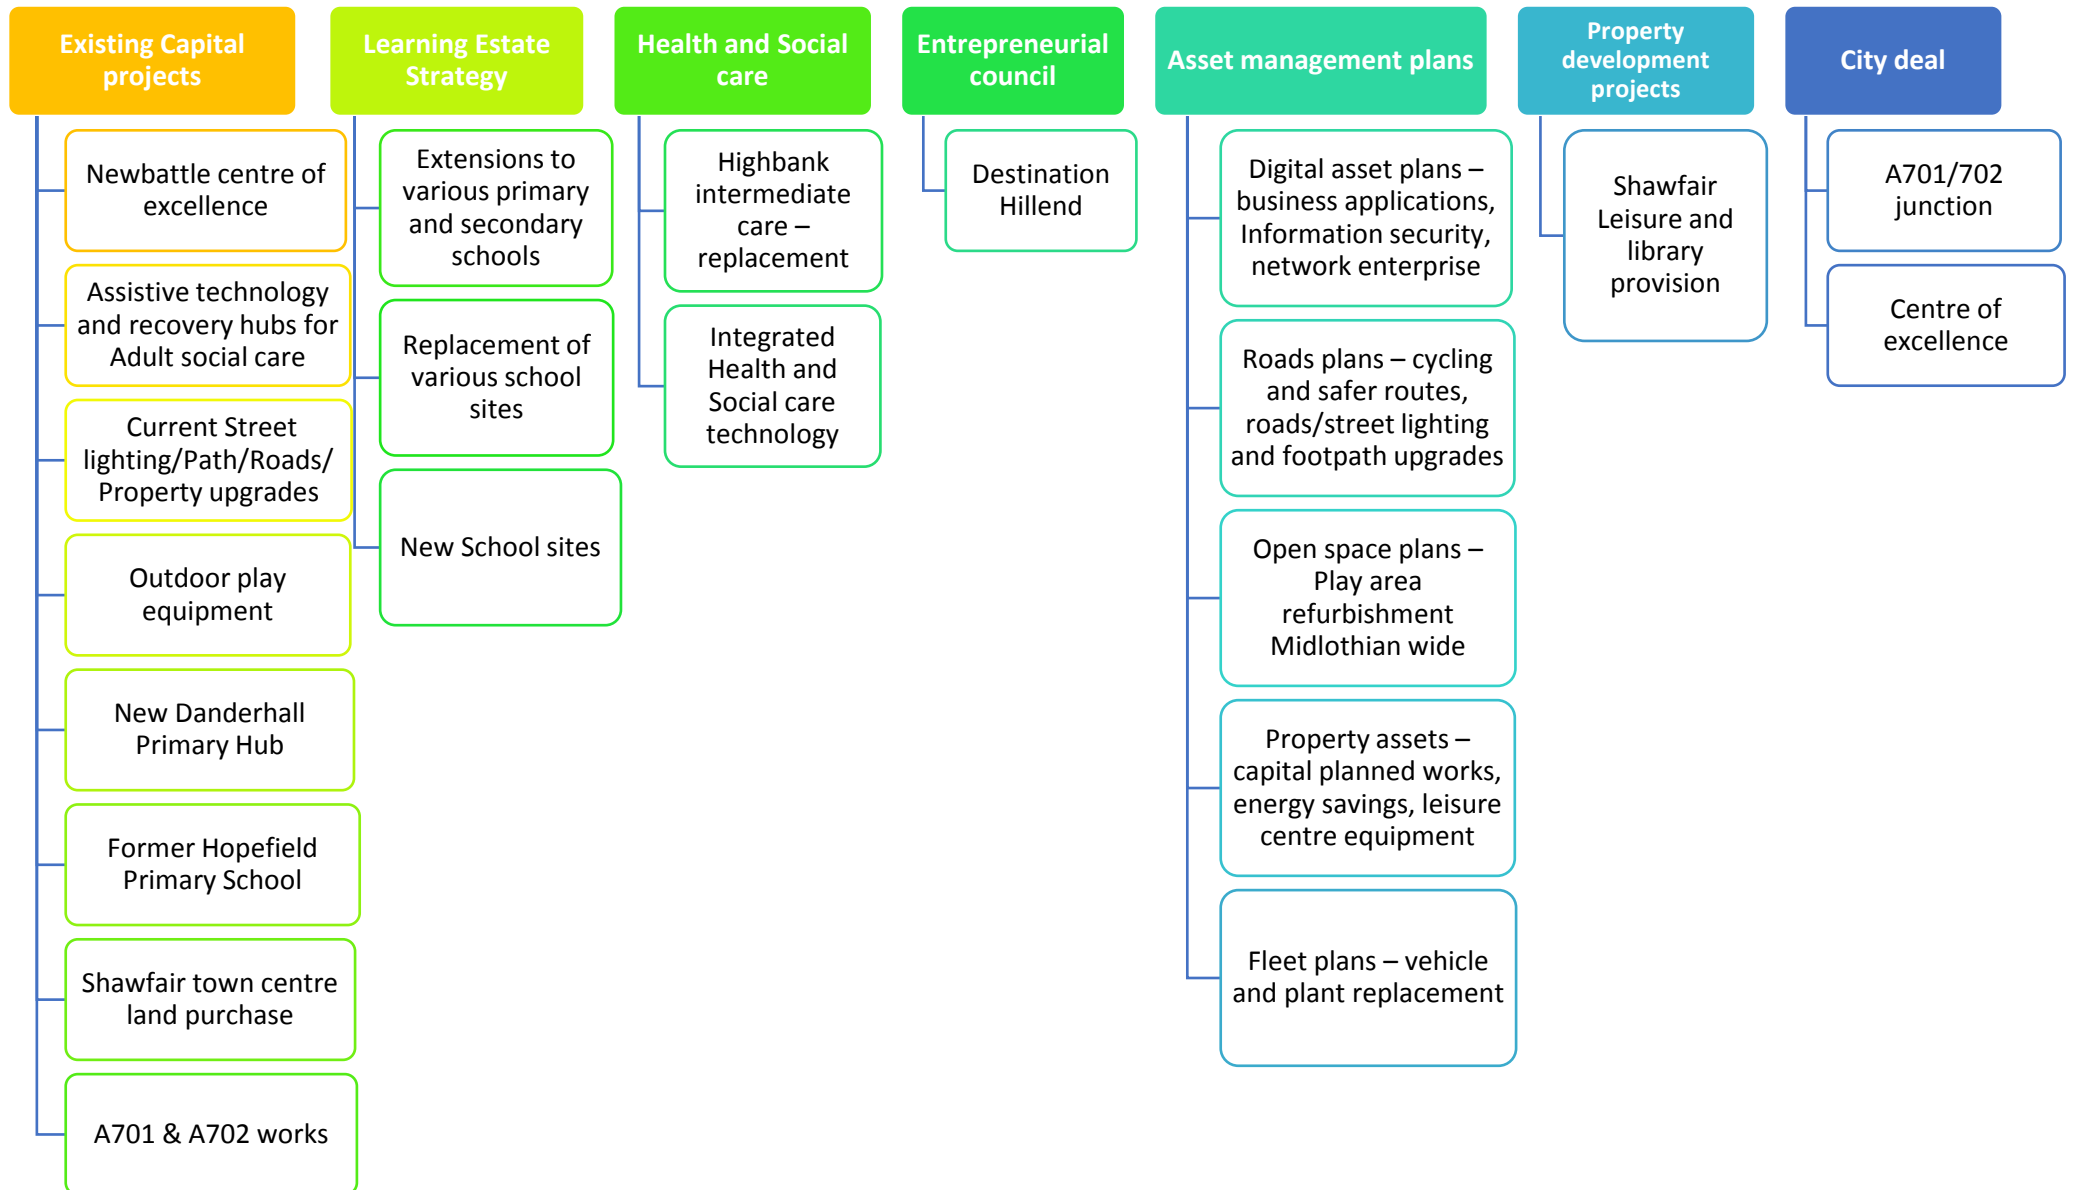 Existing Capital
projects
Newbattle centre of
excellence
Assistive technology
and recovery hubs for
Adult social care
Current Street
lighting/Path/Roads/
Property upgrades
Outdoor play
equipment
New Danderhall
Primary Hub
Former Hopefield
Primary School
Shawfair town centre
land purchase
A701 & A702 works
Learning Estate
Strategy
Extensions to
various primary
and secondary
schools
Replacement of
various school
sites
New School sites
Health and Social
care
Highbank
intermediate
care –
replacement
Integrated
Health and
Social care
technology
Entrepreneurial
council
Destination
Hillend
Asset management plans
Digital asset plans –
business applications,
Information security,
network enterprise
Roads plans – cycling
and safer routes,
roads/street lighting
and footpath upgrades
Open space plans –
Play area
refurbishment
Midlothian wide
Property assets –
capital planned works,
energy savings, leisure
centre equipment
Fleet plans – vehicle
and plant replacement
Property
development
projects
Shawfair
Leisure and
library
provision
City deal
A701/702
junction
Centre of
excellence